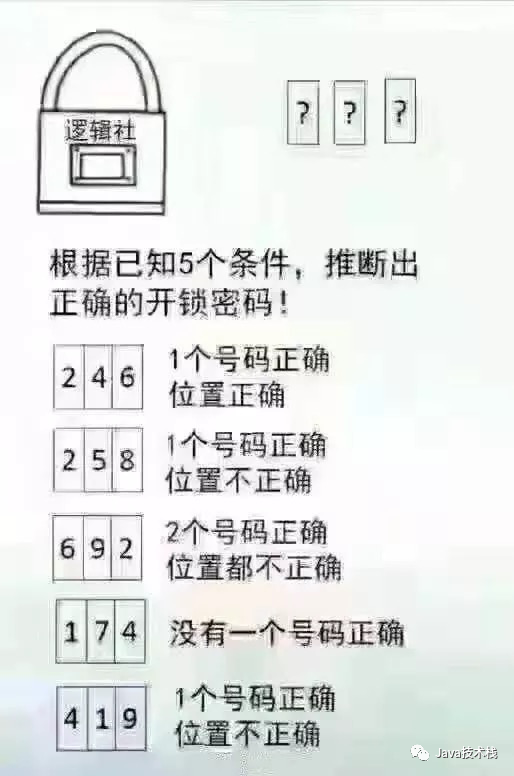 逻辑社
? ? ?
根据已知5个条件，推断出
正确的开锁密码！
2 4 6
1个号码正确
位置正确
2 5 8
1个号码正确
位置不正确
6 9 2
2个号码正确
位置都不正确
1 7 4
没有一个号码正确
4 1 9
1个号码正确
位置不正确
Java技术栈